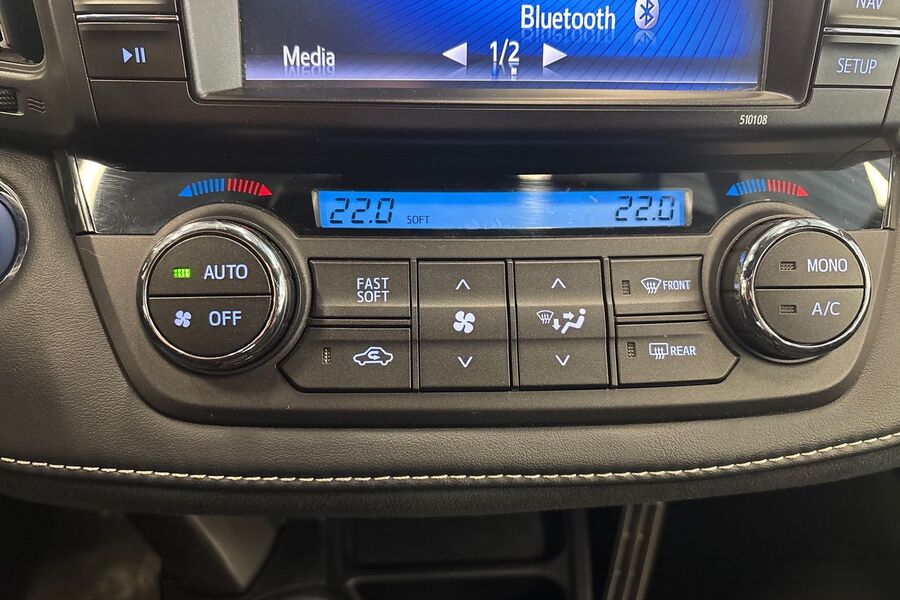 NAV
Bluetooth
Media
1/2
SETUP
510108
22.0 SOFT 22.0
AUTO
OFF
FAST
SOFT
FRONT
REAR
MONO
A/C